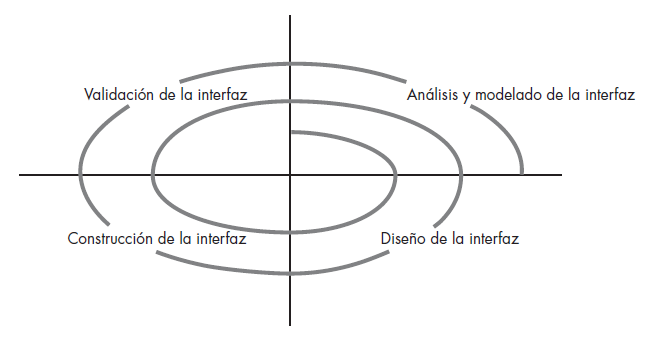 Validación de la interfaz
Análisis y modelado de la interfaz
Construcción de la interfaz
Diseño de la interfaz